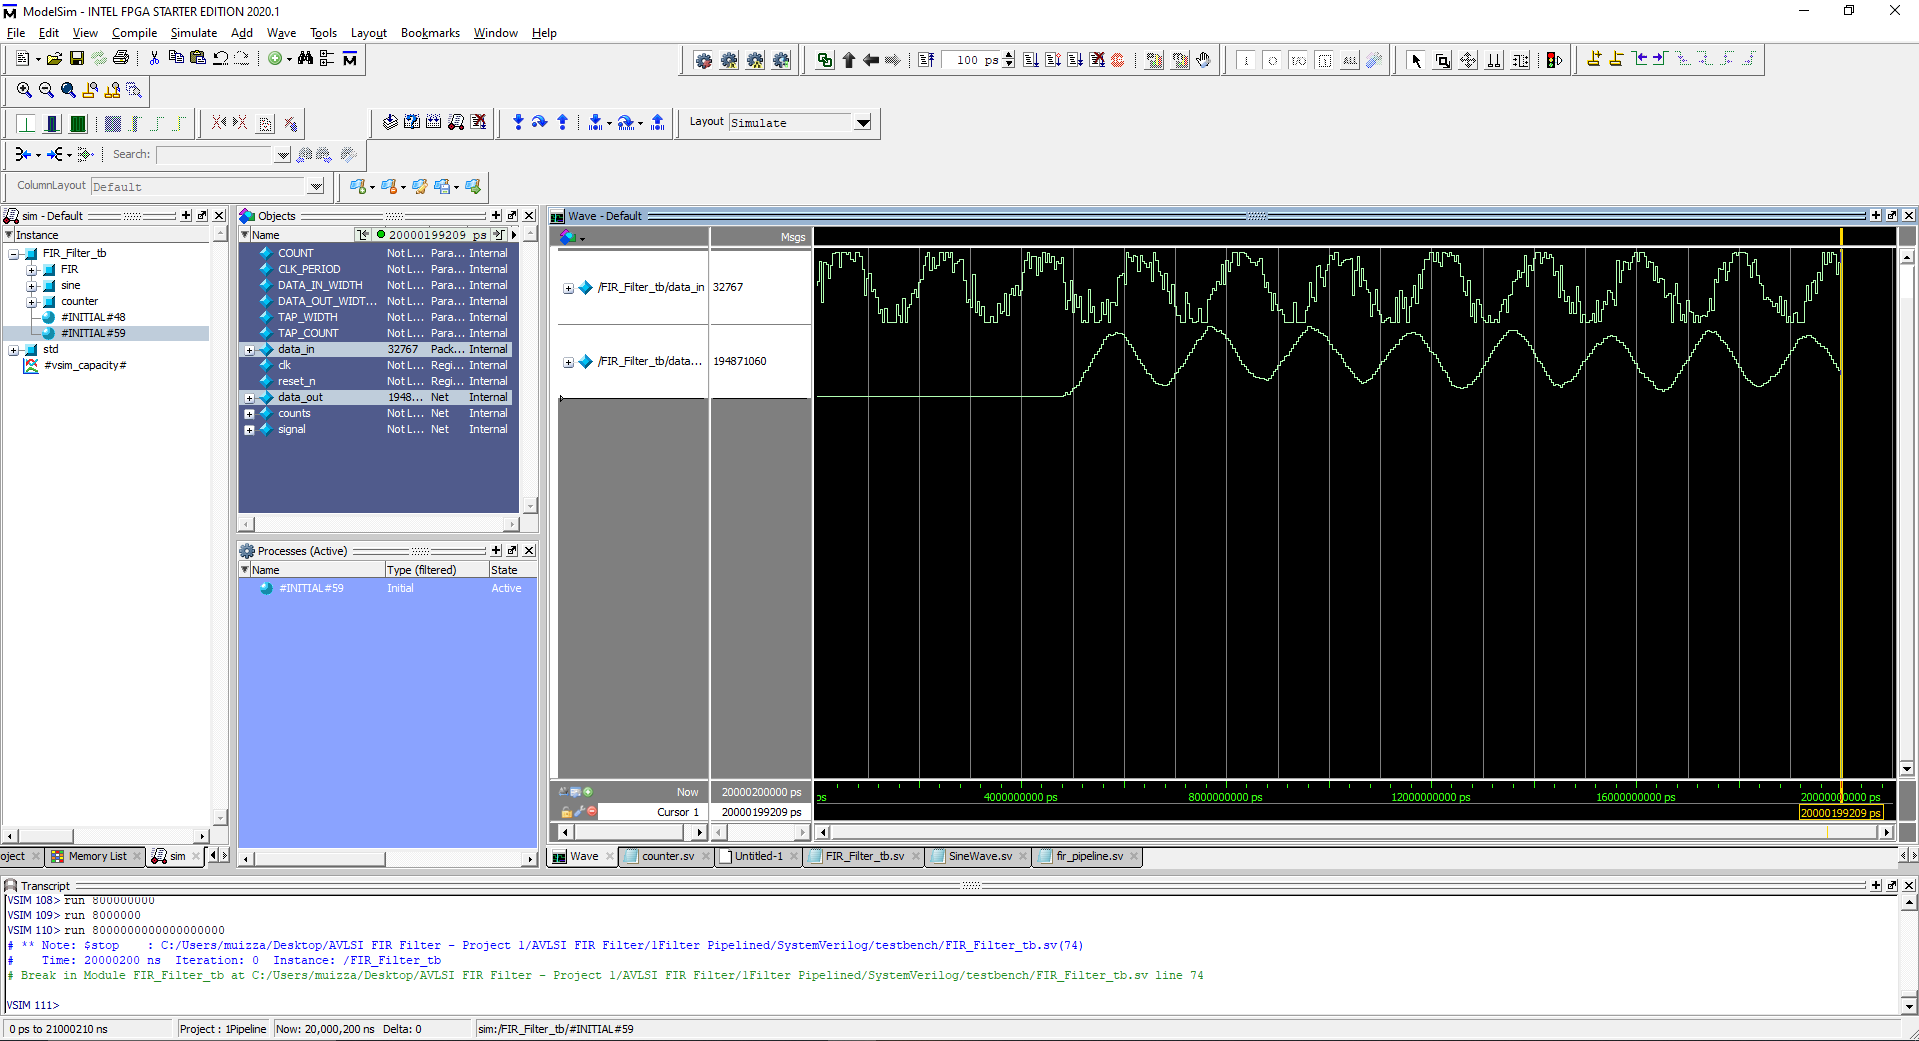 ModelSim - INTEL FPGA STARTER EDITION 2020.1
File Edit View Compile Simulate Add Wave Tools Layout Bookmarks Window Help
100 ps
ALL
Layout Simulate
Search:
ColumnLayout Default
sim - Default
Instance
FIR_Filter_tb
FIR
sine
counter
#INITIAL#48
#INITIAL#59
std
#vsim_capacity#
Objects
Name 20000199209 ps
COUNT Not L... Para... Internal
CLK_PERIOD Not L... Para... Internal
DATA_IN_WIDTH Not L... Para... Internal
DATA_OUT_WIDT... Not L... Para... Internal
TAP_WIDTH Not L... Para... Internal
TAP_COUNT Not L... Para... Internal
data_in 32767 Pack... Internal
clk Not L... Regi... Internal
reset_n Not L... Regi... Internal
data_out 1948... Net Internal
counts Not L... Net Internal
signal Not L... Net Internal
Processes (Active)
Name Type (filtered) State
#INITIAL#59 Initial Active
Wave - Default
Msgs
/FIR_Filter_tb/data_in 32767
/FIR_Filter_tb/data... 194871060
Now 20000200000 ps
ps 4000000000 ps 8000000000 ps 12000000000 ps 16000000000 ps 20000000000 ps
Cursor 1 20000199209 ps
20000199209 ps
oject Memory List sim
Wave counter.sv Untitled-1 FIR_Filter_tb.sv SineWave.sv fir_pipeline.sv
Transcript
VSIM 108> run 800000000
VSIM 109> run 8000000
VSIM 110> run 8000000000000000000
# ** Note: $stop : C:/Users/muizza/Desktop/AVLSI FIR Filter - Project 1/AVLSI FIR Filter/1Filter Pipelined/SystemVerilog/testbench/FIR_Filter_tb.sv(74)
# Time: 20000200 ns Iteration: 0 Instance: /FIR_Filter_tb
# Break in Module FIR_Filter_tb at C:/Users/muizza/Desktop/AVLSI FIR Filter - Project 1/AVLSI FIR Filter/1Filter Pipelined/SystemVerilog/testbench/FIR_Filter_tb.sv line 74
VSIM 111>
0 ps to 21000210 ns Project : 1Pipeline Now: 20,000,200 ns Delta: 0 sim:/FIR_Filter_tb/#INITIAL#59